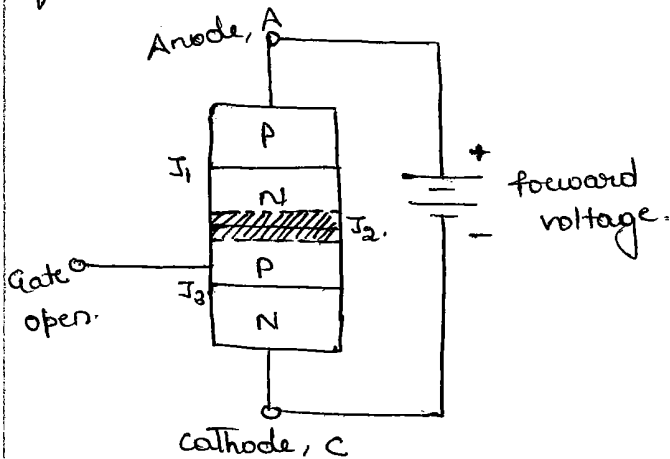 Anode, A
P
J1
N
J2.
+
forward
voltage.
-
Gate
open.
P
J3
N
Cathode, C